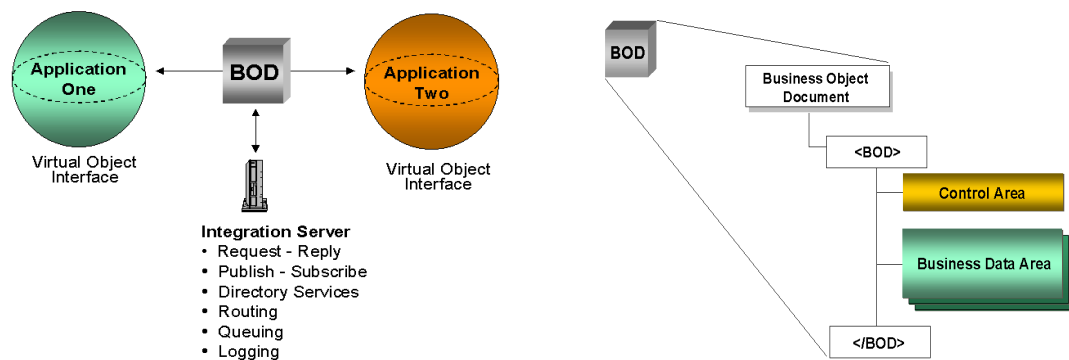 Application
One
BOD
Application
Two
Virtual Object
Interface
Virtual Object
Interface
Integration Server
• Request - Reply
• Publish - Subscribe
• Directory Services
• Routing
• Queuing
• Logging
BOD
Business Object
Document
<BOD>
Control Area
Business Data Area
</BOD>